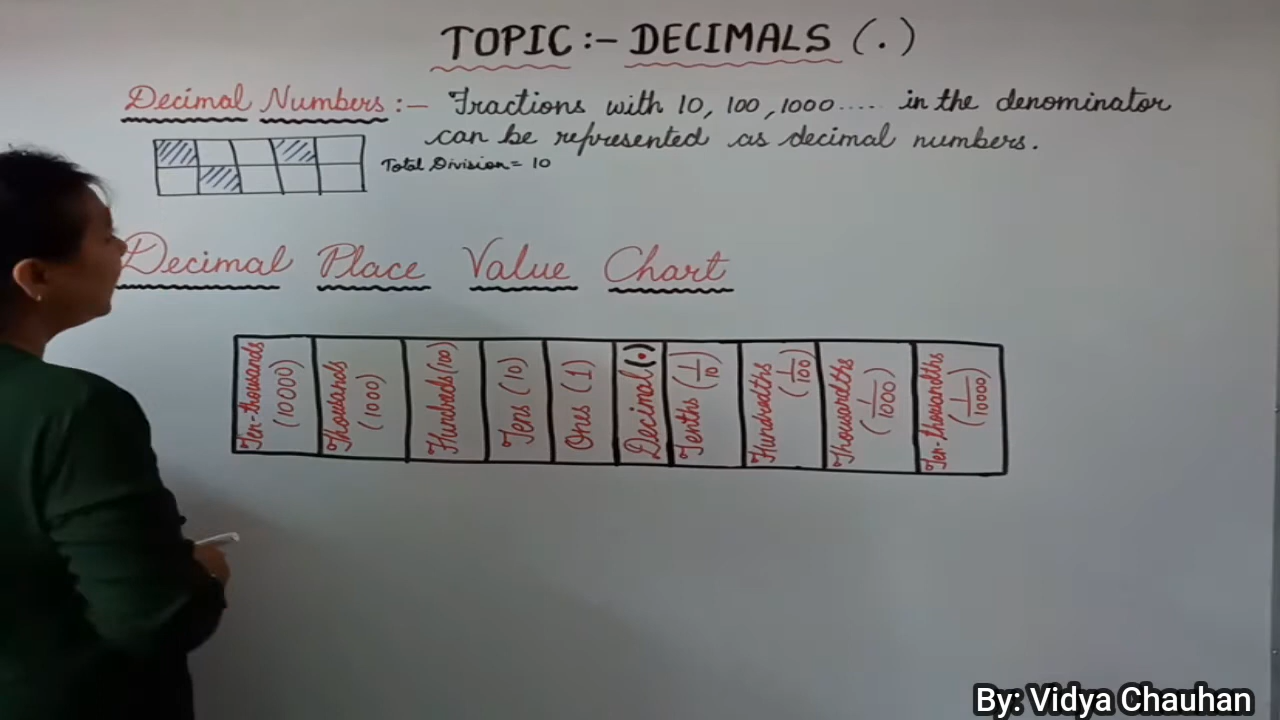 TOPIC :- DECIMALS (.)
Decimal Numbers :- Fractions with 10, 100, 1000..... in the denominator
can be represented as decimal numbers.
Total Division = 10
Decimal Place Value Chart
Ten-thousands (10000)
Thousands (1000)
Hundreds (100)
Tens (10)
Ons (1)
Decimal (.)
Tenths (1/10)
Hundredths (1/100)
Thousandths (1/1000)
Ten-thousandths (1/10000)
By: Vidya Chauhan